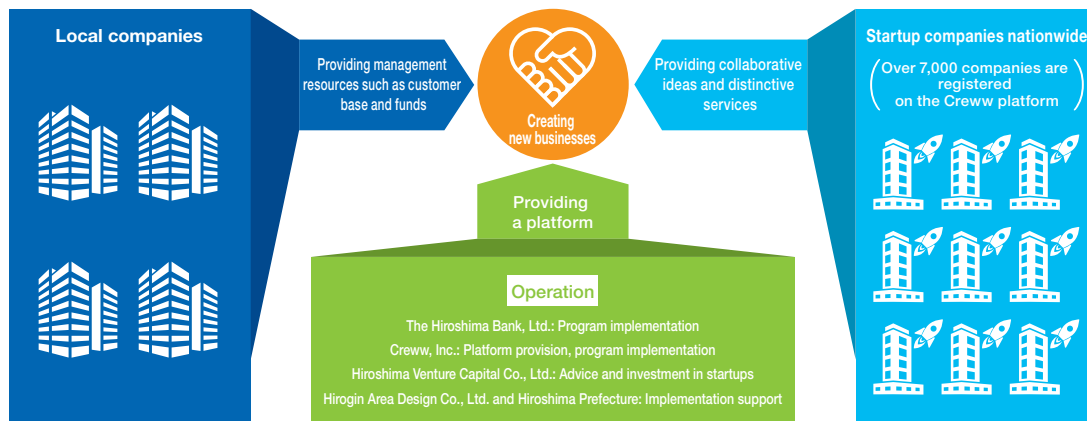 Local companies
Providing management
resources such as customer
base and funds
Creating
new businesses
Providing collaborative
ideas and distinctive
services
Startup companies nationwide
(Over 7,000 companies are
registered
on the Creww platform)
Providing
a platform
Operation
The Hiroshima Bank, Ltd.: Program implementation
Creww, Inc.: Platform provision, program implementation
Hiroshima Venture Capital Co., Ltd.: Advice and investment in startups
Hirogin Area Design Co., Ltd. and Hiroshima Prefecture: Implementation support